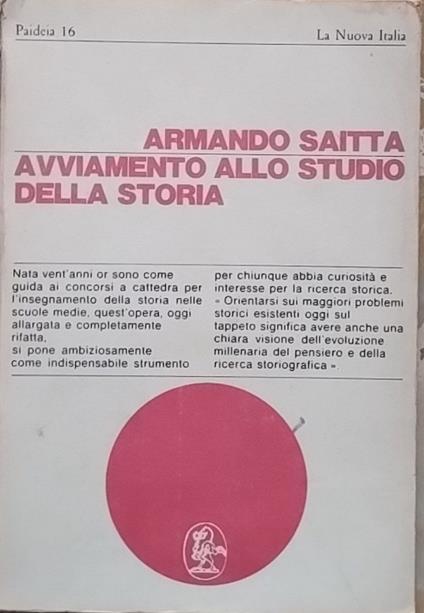 Paideia 16
La Nuova Italia
ARMANDO SAITTA
AVVIAMENTO ALLO STUDIO
DELLA STORIA
Nata vent'anni or sono come
guida ai concorsi a cattedra per
l'insegnamento della storia nelle
scuole medie, quest'opera, oggi
allargata e completamente
rifatta,
si pone ambiziosamente
come indispensabile strumento
per chiunque abbia curiosità e
interesse per la ricerca storica.
« Orientarsi sui maggiori problemi
storici esistenti oggi sul
tappeto significa avere anche una
chiara visione dell'evoluzione
millenaria del pensiero e della
ricerca storiografica ».